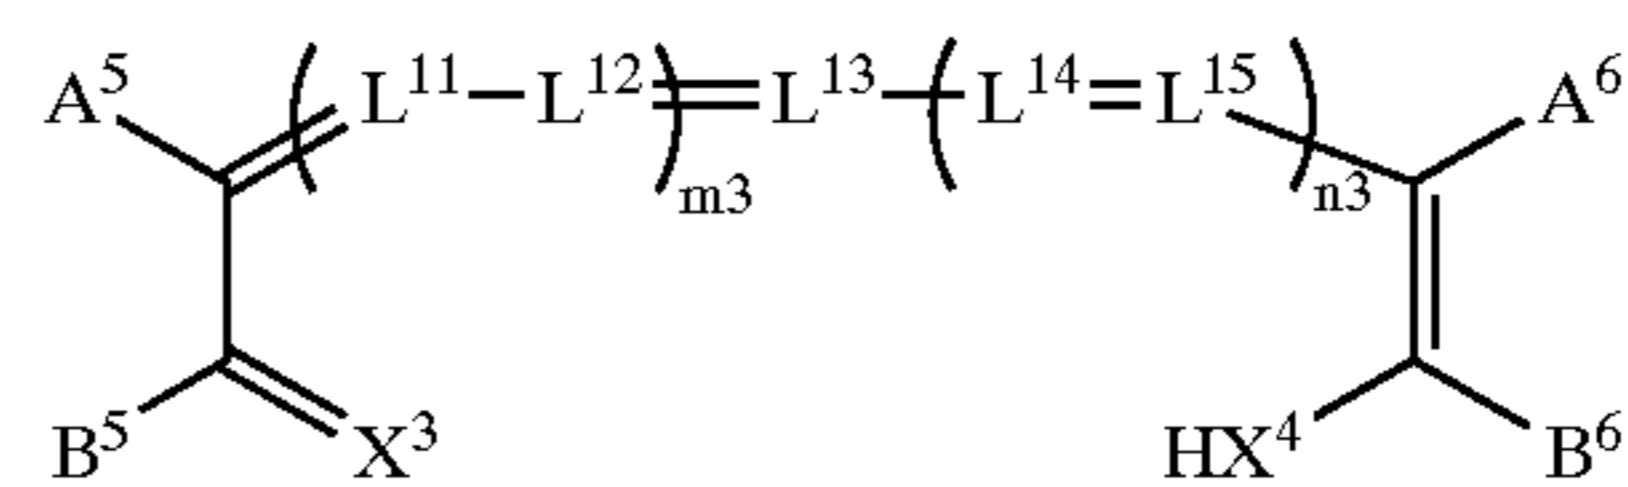 A⁵ ( L¹¹ — L¹² ) m3 = L¹³ — ( L¹⁴ = L¹⁵ ) n3 A⁶
B⁵ X³ HX⁴ B⁶